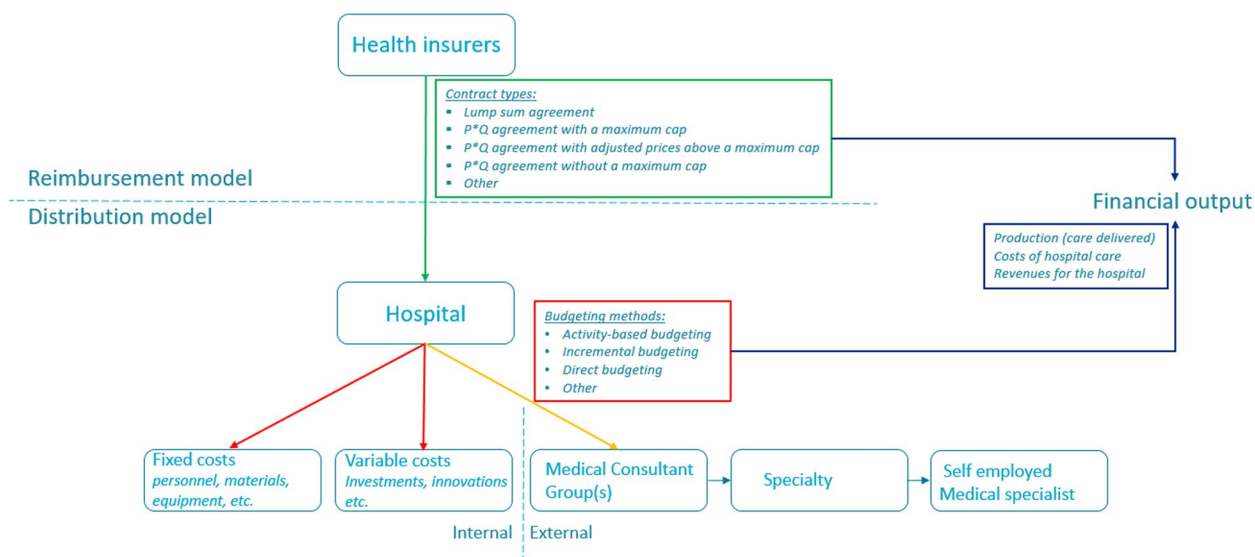 Health insurers
Contract types:
▪ Lump sum agreement
▪ P*Q agreement with a maximum cap
▪ P*Q agreement with adjusted prices above a maximum cap
▪ P*Q agreement without a maximum cap
▪ Other
Reimbursement model
Distribution model
Financial output
Production (care delivered)
Costs of hospital care
Revenues for the hospital
Hospital
Budgeting methods:
• Activity-based budgeting
• Incremental budgeting
• Direct budgeting
• Other
Fixed costs
personnel, materials,
equipment, etc.
Variable costs
Investments, innovations
etc.
Medical Consultant
Group(s)
Specialty
Self employed
Medical specialist
Internal
External